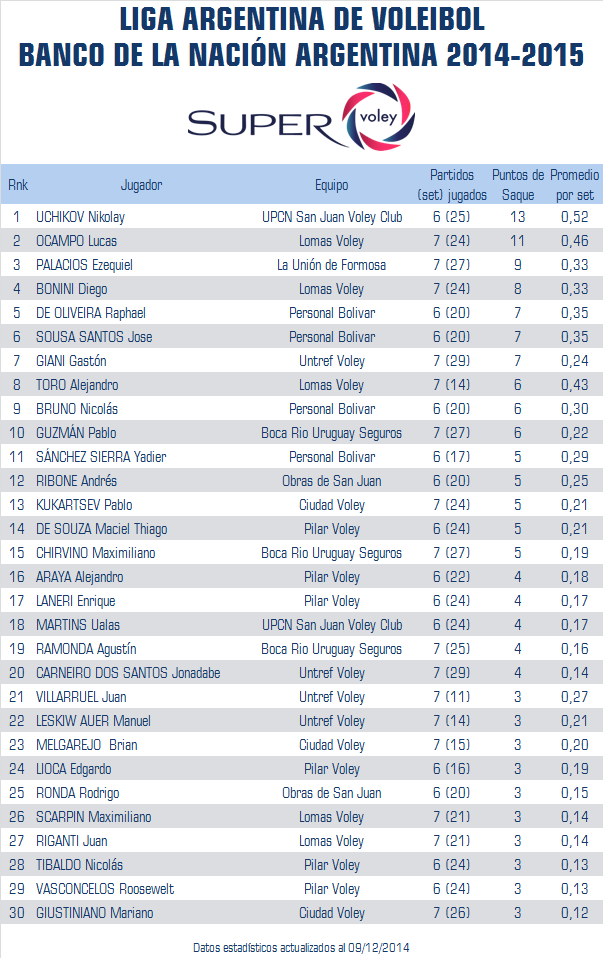 LIGA ARGENTINA DE VOLEIBOL
BANCO DE LA NACIÓN ARGENTINA 2014-2015
SUPER voley
Rnk Jugador Equipo Partidos (set) jugados Puntos de Saque Promedio por set
1 UCHIKOV Nikolay UPCN San Juan Voley Club 6 (25) 13 0,52
2 OCAMPO Lucas Lomas Voley 7 (24) 11 0,46
3 PALACIOS Ezequiel La Unión de Formosa 7 (27) 9 0,33
4 BONINI Diego Lomas Voley 7 (24) 8 0,33
5 DE OLIVEIRA Raphael Personal Bolivar 6 (20) 7 0,35
6 SOUSA SANTOS Jose Personal Bolivar 6 (20) 7 0,35
7 GIANI Gastón Untref Voley 7 (29) 7 0,24
8 TORO Alejandro Lomas Voley 7 (14) 6 0,43
9 BRUNO Nicolás Personal Bolivar 6 (20) 6 0,30
10 GUZMÁN Pablo Boca Rio Uruguay Seguros 7 (27) 6 0,22
11 SÁNCHEZ SIERRA Yadier Personal Bolivar 6 (17) 5 0,29
12 RIBONE Andrés Obras de San Juan 6 (20) 5 0,25
13 KUKARTSEV Pablo Ciudad Voley 7 (24) 5 0,21
14 DE SOUZA Maciel Thiago Pilar Voley 6 (24) 5 0,21
15 CHIRVINO Maximiliano Boca Rio Uruguay Seguros 7 (27) 5 0,19
16 ARAYA Alejandro Pilar Voley 6 (22) 4 0,18
17 LANERI Enrique Pilar Voley 6 (24) 4 0,17
18 MARTINS Ualas UPCN San Juan Voley Club 6 (24) 4 0,17
19 RAMONDA Agustín Boca Rio Uruguay Seguros 7 (25) 4 0,16
20 CARNEIRO DOS SANTOS Jonadabe Untref Voley 7 (29) 4 0,14
21 VILLARRUEL Juan Untref Voley 7 (11) 3 0,27
22 LESKIW AUER Manuel Untref Voley 7 (14) 3 0,21
23 MELGAREJO Brian Ciudad Voley 7 (15) 3 0,20
24 LIOCA Edgardo Pilar Voley 6 (16) 3 0,19
25 RONDA Rodrigo Obras de San Juan 6 (20) 3 0,15
26 SCARPIN Maximiliano Lomas Voley 7 (21) 3 0,14
27 RIGANTI Juan Lomas Voley 7 (21) 3 0,14
28 TIBALDO Nicolás Pilar Voley 6 (24) 3 0,13
29 VASCONCELOS Roosewelt Pilar Voley 6 (24) 3 0,13
30 GIUSTINIANO Mariano Ciudad Voley 7 (26) 3 0,12
Datos estadísticos actualizados al 09/12/2014